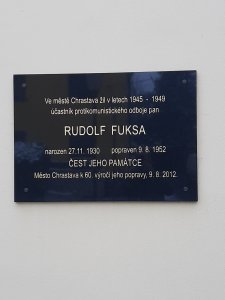 Ve městě Chrastava žil v letech 1945 - 1949
účastník protikomunistického odboje pan
RUDOLF FUKSA
narozen 27.11. 1930 popraven 9. 8. 1952
ČEST JEHO PAMÁTCE
Město Chrastava k 60. výročí jeho popravy, 9. 8. 2012.